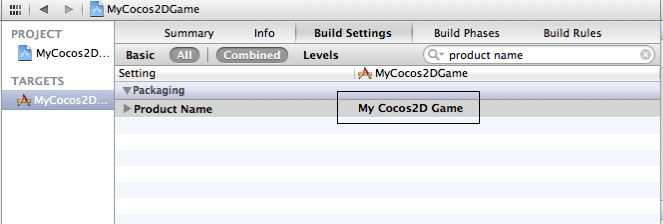 MyCocos2DGame
PROJECT
MyCocos2D...
TARGETS
MyCocos2D...
Summary Info Build Settings Build Phases Build Rules
Basic All Combined Levels product name
Setting MyCocos2DGame
Packaging
Product Name My Cocos2D Game